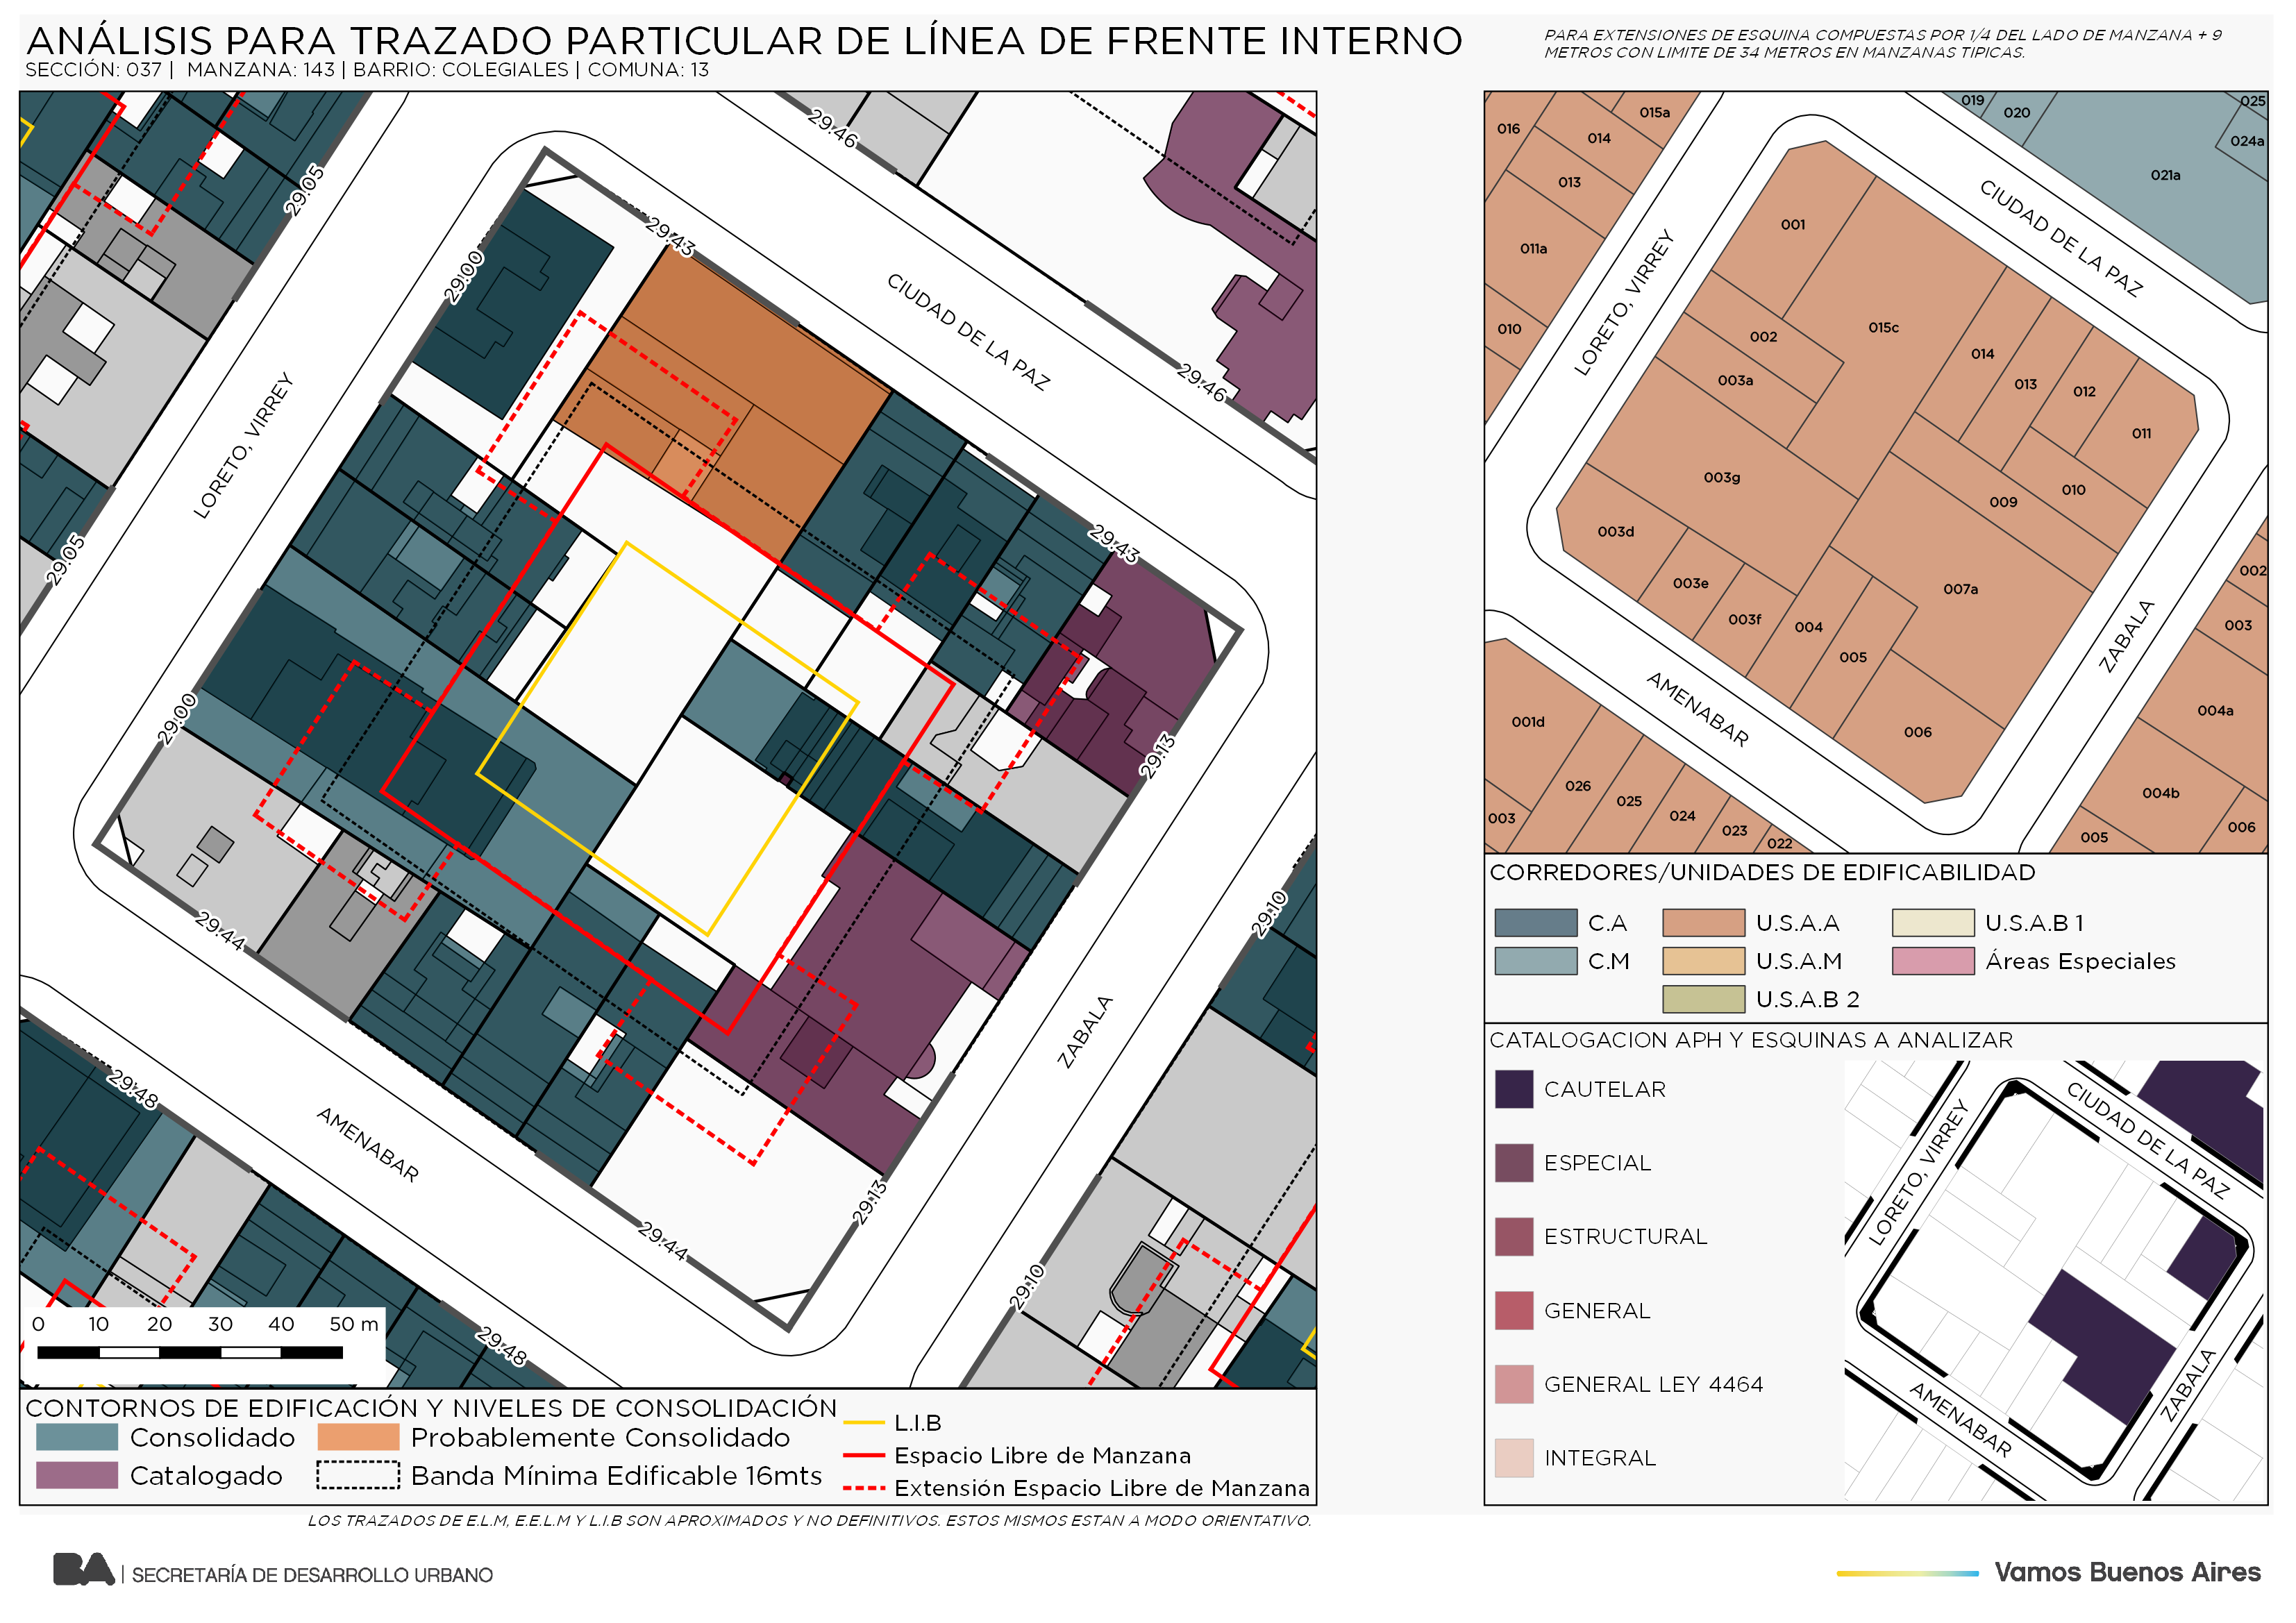 ANÁLISIS PARA TRAZADO PARTICULAR DE LÍNEA DE FRENTE INTERNO
SECCIÓN: 037 | MANZANA: 143 | BARRIO: COLEGIALES | COMUNA: 13
PARA EXTENSIONES DE ESQUINA COMPUESTAS POR 1/4 DEL LADO DE MANZANA + 9
METROS CON LIMITE DE 34 METROS EN MANZANAS TIPICAS.
29.46
29.05
29.43
29.00
CIUDAD DE LA PAZ
29.46
LORETO, VIRREY
29.05
29.43
29.00
29.13
29.44
29.10
ZABALA
29.48
AMENABAR
29.13
29.44
29.10
29.48
0 10 20 30 40 50 m
CONTORNOS DE EDIFICACIÓN Y NIVELES DE CONSOLIDACIÓN
Consolidado
Probablemente Consolidado
Catalogado
Banda Mínima Edificable 16mts
L.I.B
Espacio Libre de Manzana
Extensión Espacio Libre de Manzana
LOS TRAZADOS DE E.L.M, E.E.L.M Y L.I.B SON APROXIMADOS Y NO DEFINITIVOS. ESTOS MISMOS ESTAN A MODO ORIENTATIVO.
016
015a
014
013
011a
010
019
020
025
024a
021a
CIUDAD DE LA PAZ
LORETO, VIRREY
001
002
003a
015c
014
013
012
011
003g
009
010
003d
003e
003f
004
005
007a
006
AMENABAR
ZABALA
002
003
004a
004b
005
006
001d
003
026
025
024
023
022
CORREDORES/UNIDADES DE EDIFICABILIDAD
C.A
U.S.A.A
U.S.A.B 1
C.M
U.S.A.M
Áreas Especiales
U.S.A.B 2
CATALOGACION APH Y ESQUINAS A ANALIZAR
CAUTELAR
ESPECIAL
ESTRUCTURAL
GENERAL
GENERAL LEY 4464
INTEGRAL
CIUDAD DE LA PAZ
LORETO, VIRREY
AMENABAR
ZABALA
BA | SECRETARÍA DE DESARROLLO URBANO
Vamos Buenos Aires